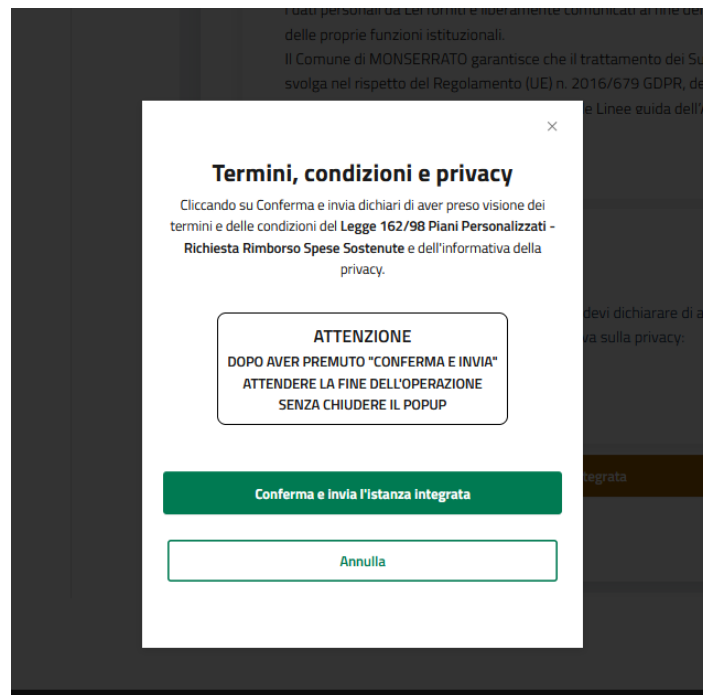 I dati personali da Lei forniti e liberamente comunicati al fine de
delle proprie funzioni istituzionali.
Il Comune di MONSERRATO garantisce che il trattamento dei Su
svolga nel rispetto del Regolamento (UE) n. 2016/679 GDPR, de
e Linee guida dell'A
×
Termini, condizioni e privacy
Cliccando su Conferma e invia dichiari di aver preso visione dei
termini e delle condizioni del Legge 162/98 Piani Personalizzati -
Richiesta Rimborso Spese Sostenute e dell'informativa della
privacy.
devi dichiarare di a
va sulla privacy:
ATTENZIONE
DOPO AVER PREMUTO "CONFERMA E INVIA"
ATTENDERE LA FINE DELL'OPERAZIONE
SENZA CHIUDERE IL POPUP
Conferma e invia l'istanza integrata
tegrata
Annulla